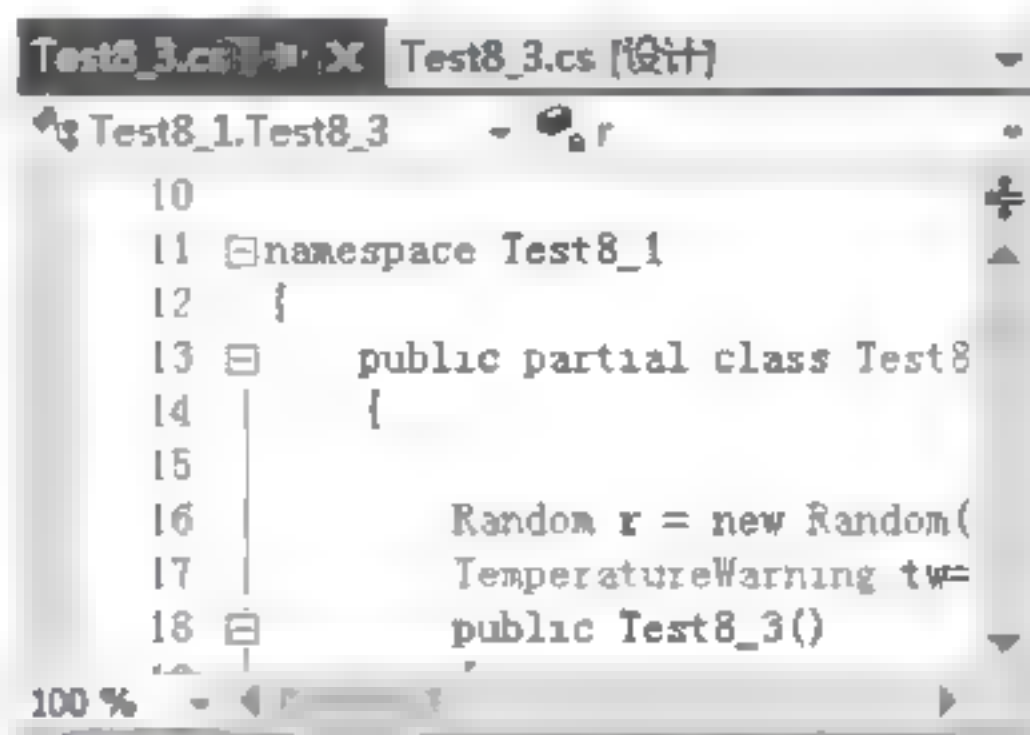 Test8_3.cs Test8_3.cs [设计]
Test8_1.Test8_3 r
10
11 namespace Test8_1
12 {
13 public partial class Test8
14 {
15
16 Random r = new Random(
17 TemperatureWarning tw=
18 public Test8_3()
100 %